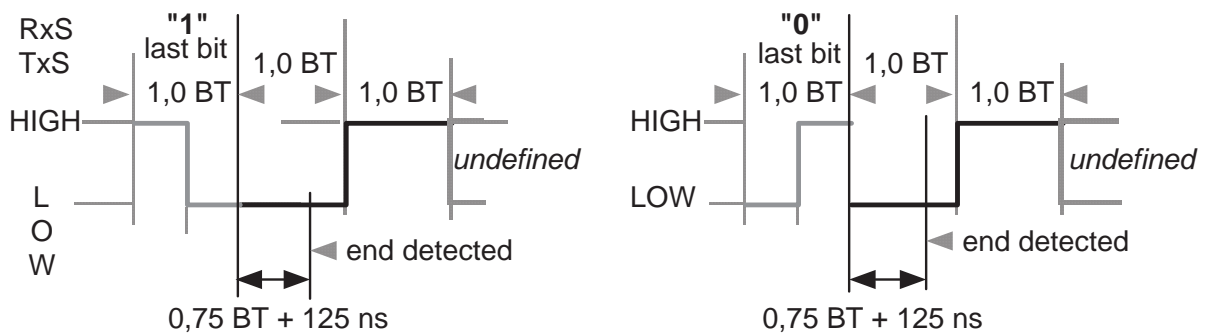 RxS
TxS
"1"
last bit
1,0 BT
1,0 BT
1,0 BT
HIGH
undefined
L
O
W
end detected
0,75 BT + 125 ns
"0"
last bit
1,0 BT
1,0 BT
1,0 BT
HIGH
undefined
LOW
end detected
0,75 BT + 125 ns